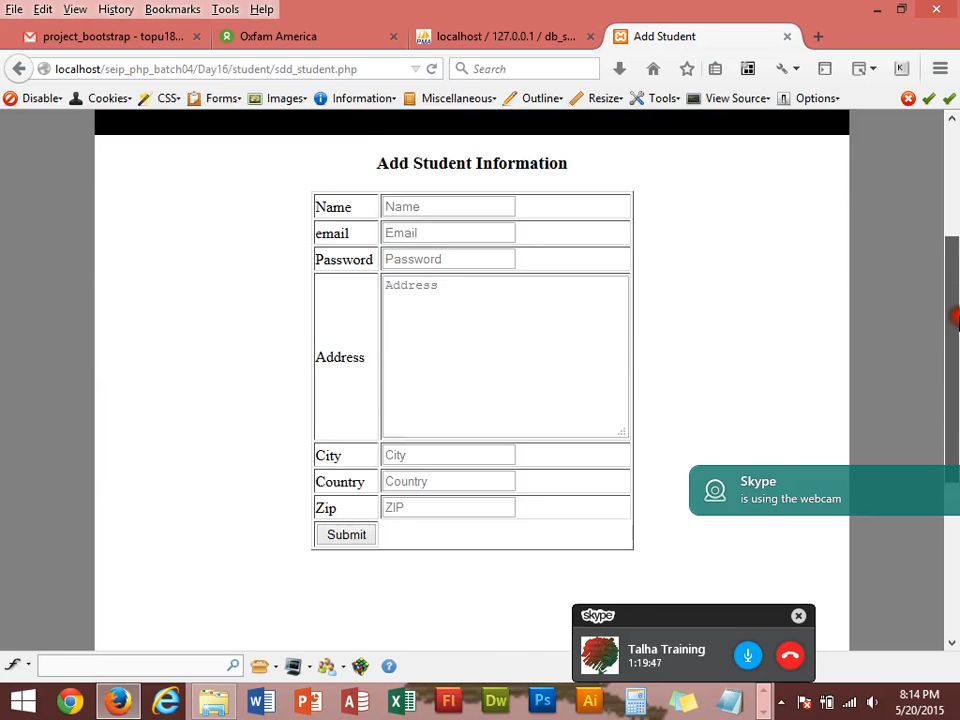 File Edit View History Bookmarks Tools Help
project_bootstrap - topu18... × Oxfam America × localhost / 127.0.0.1 / db_s... × Add Student × +
localhost/seip_php_batch04/Day16/student/sdd_student.php Search
Disable Cookies CSS Forms Images Information Miscellaneous Outline Resize Tools View Source Options
Add Student Information
Name Name
email Email
Password Password
Address Address
City City
Country Country
Zip ZIP
Submit
Skype
is using the webcam
skype
Talha Training
1:19:47
8:14 PM
5/20/2015